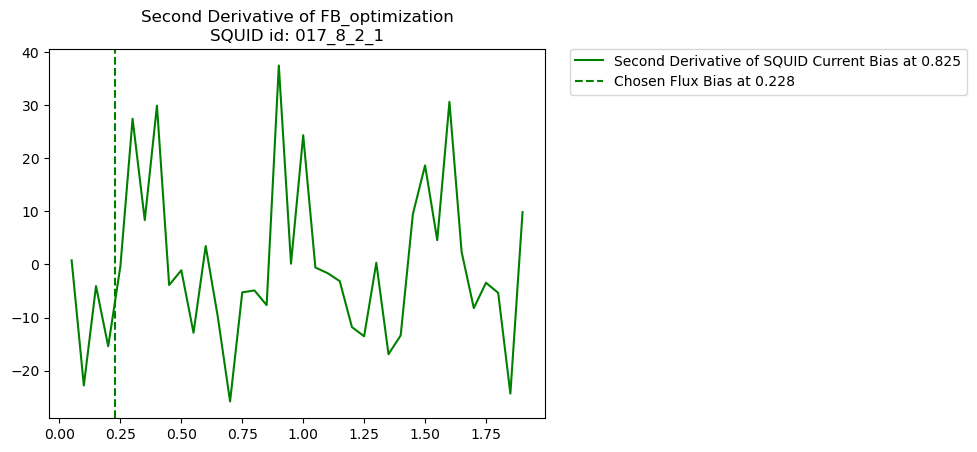 Second Derivative of FB_optimization
SQUID id: 017_8_2_1
Second Derivative of SQUID Current Bias at 0.825
Chosen Flux Bias at 0.228
40
30
20
10
0
−10
−20
0.00 0.25 0.50 0.75 1.00 1.25 1.50 1.75